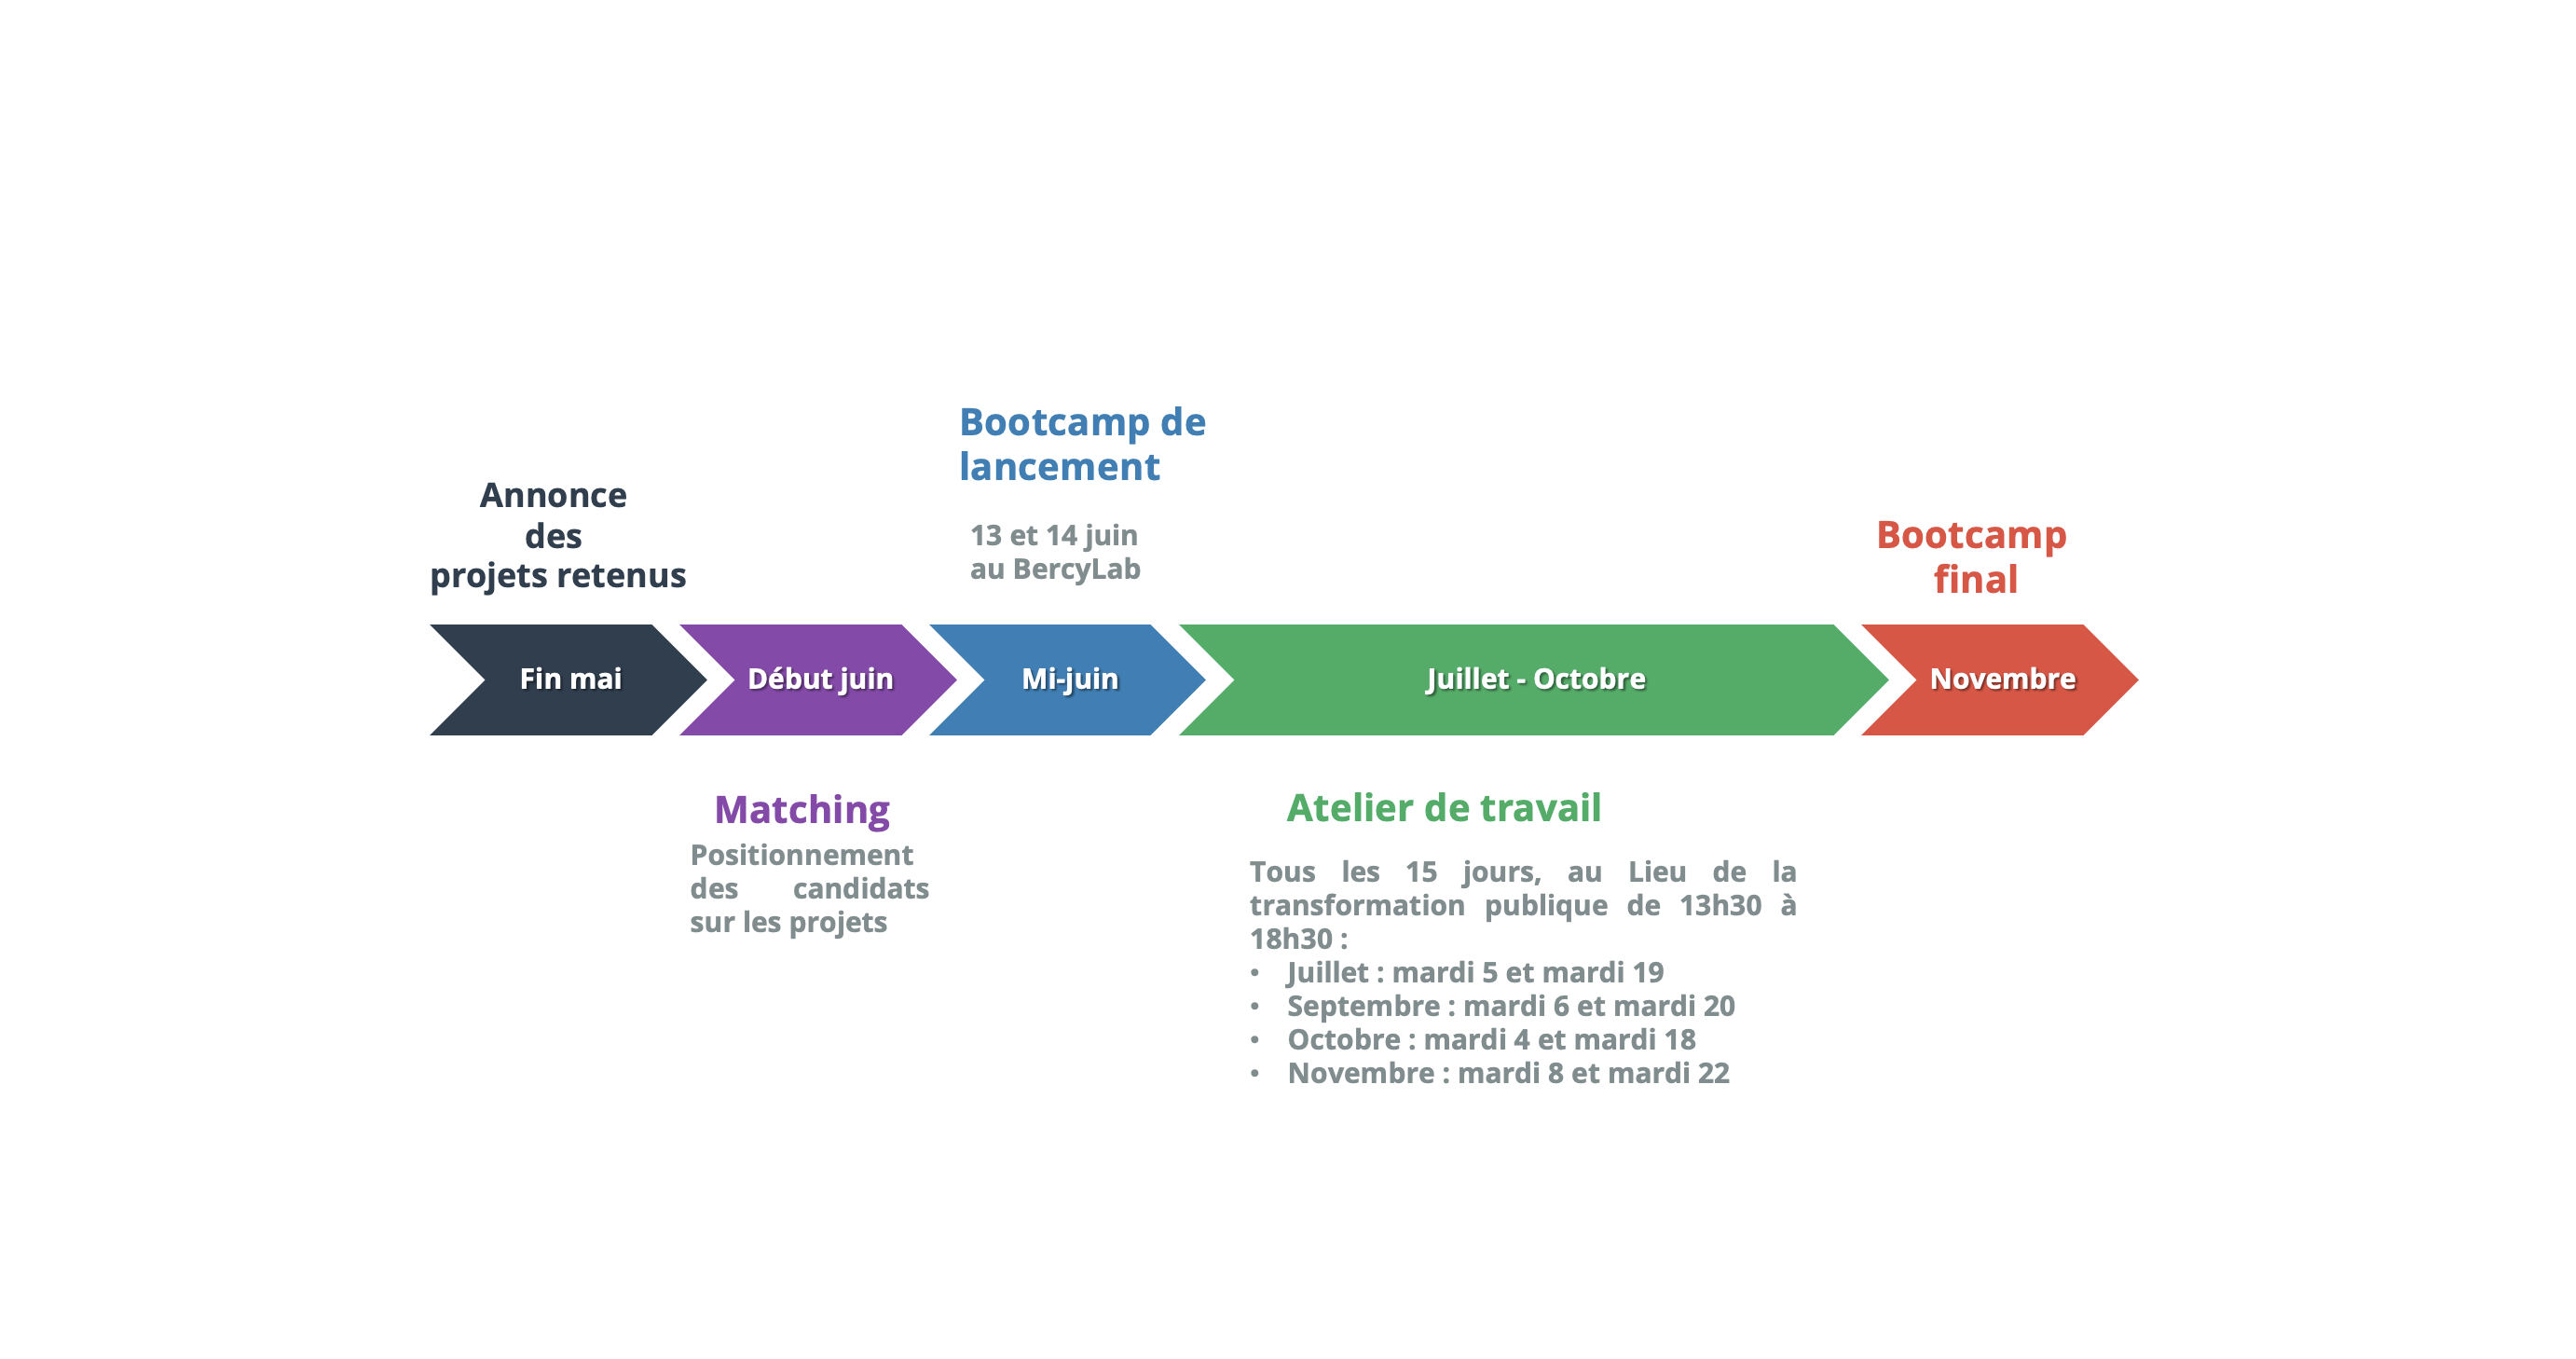 Annonce
des
projets retenus
Bootcamp de
lancement
13 et 14 juin
au BercyLab
Bootcamp
final
Fin mai
Début juin
Mi-juin
Juillet - Octobre
Novembre
Matching
Positionnement
des candidats
sur les projets
Atelier de travail
Tous les 15 jours, au Lieu de la
transformation publique de 13h30 à
18h30 :
• Juillet : mardi 5 et mardi 19
• Septembre : mardi 6 et mardi 20
• Octobre : mardi 4 et mardi 18
• Novembre : mardi 8 et mardi 22